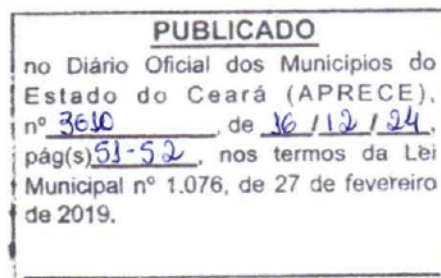 PUBLICADO
no Diário Oficial dos Municípios do
Estado do Ceará (APRECE),
nº 3610, de 16 / 12 / 24,
pág(s) 51-52, nos termos da Lei
Municipal nº 1.076, de 27 de fevereiro
de 2019.